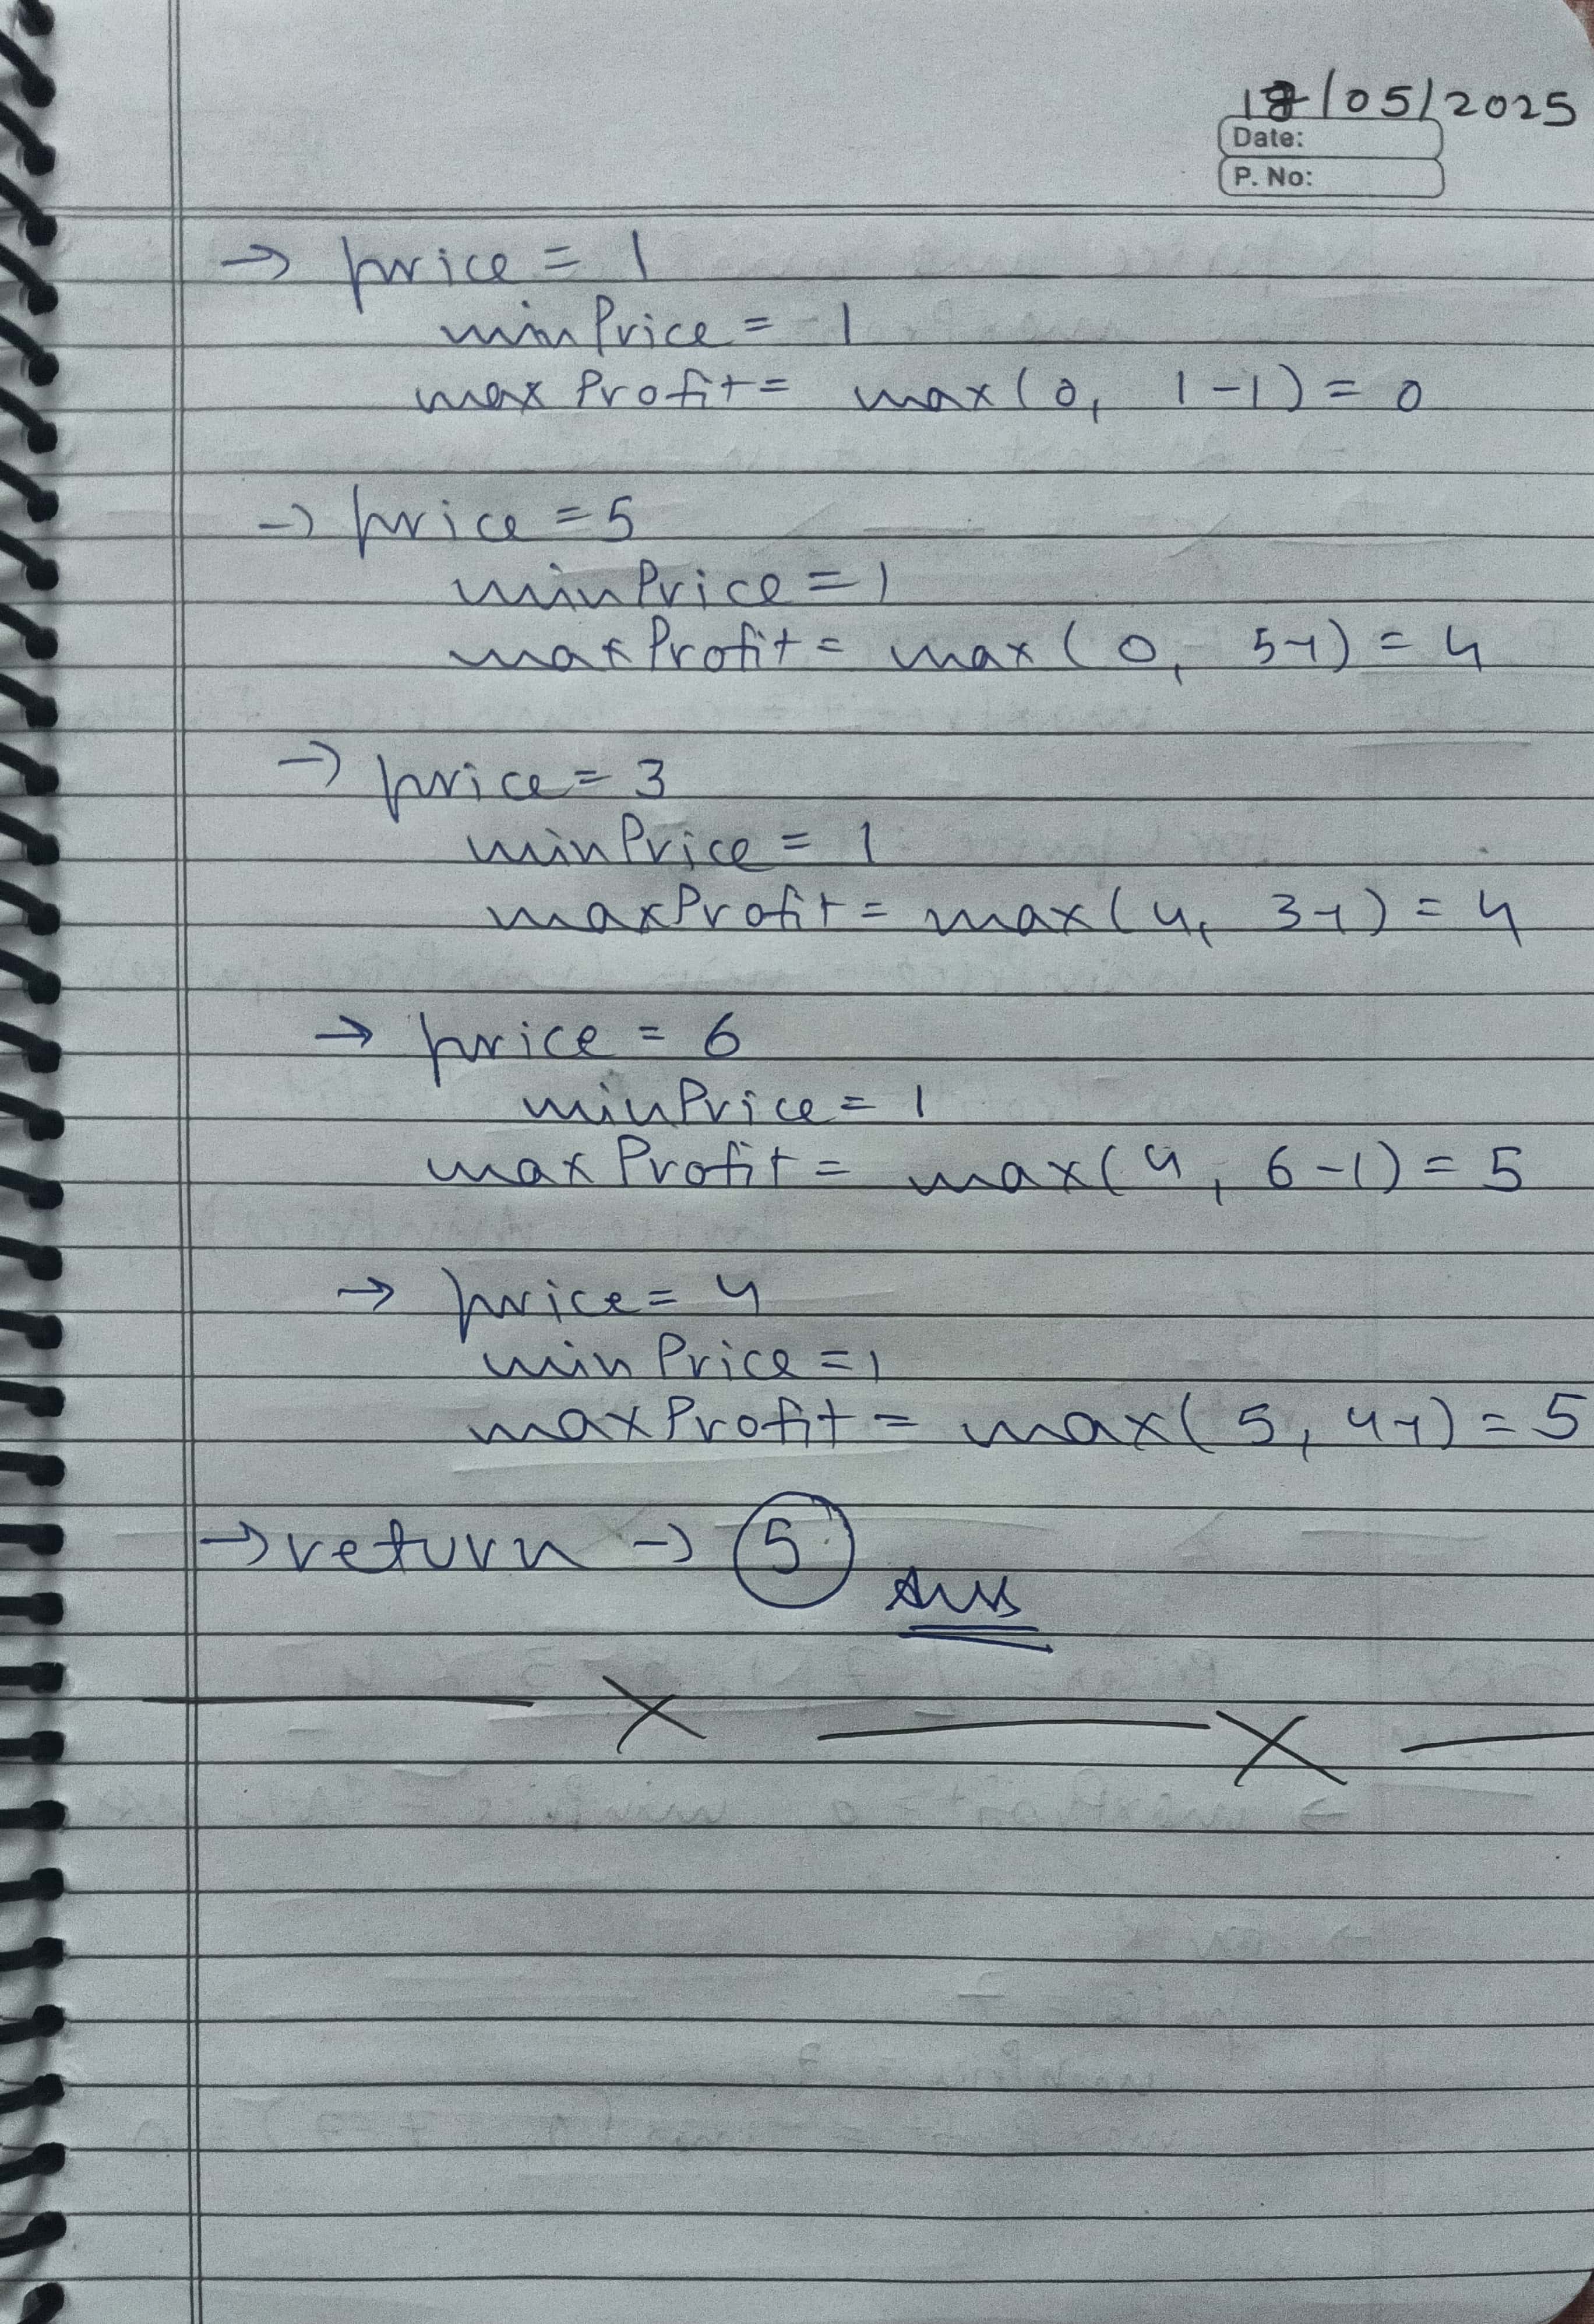 /05/2025
Date:
P. No:
→ price = 1
minPrice = 1
maxProfit = max(0, 1-1) = 0
→ price = 5
minPrice = 1
maxProfit = max(0, 5-1) = 4
→ price = 3
minPrice = 1
maxProfit = max(4, 3-1) = 4
→ price = 6
minPrice = 1
maxProfit = max(4, 6-1) = 5
→ price = 4
minPrice = 1
maxProfit = max(5, 4-1) = 5
→ return → 5
Ans